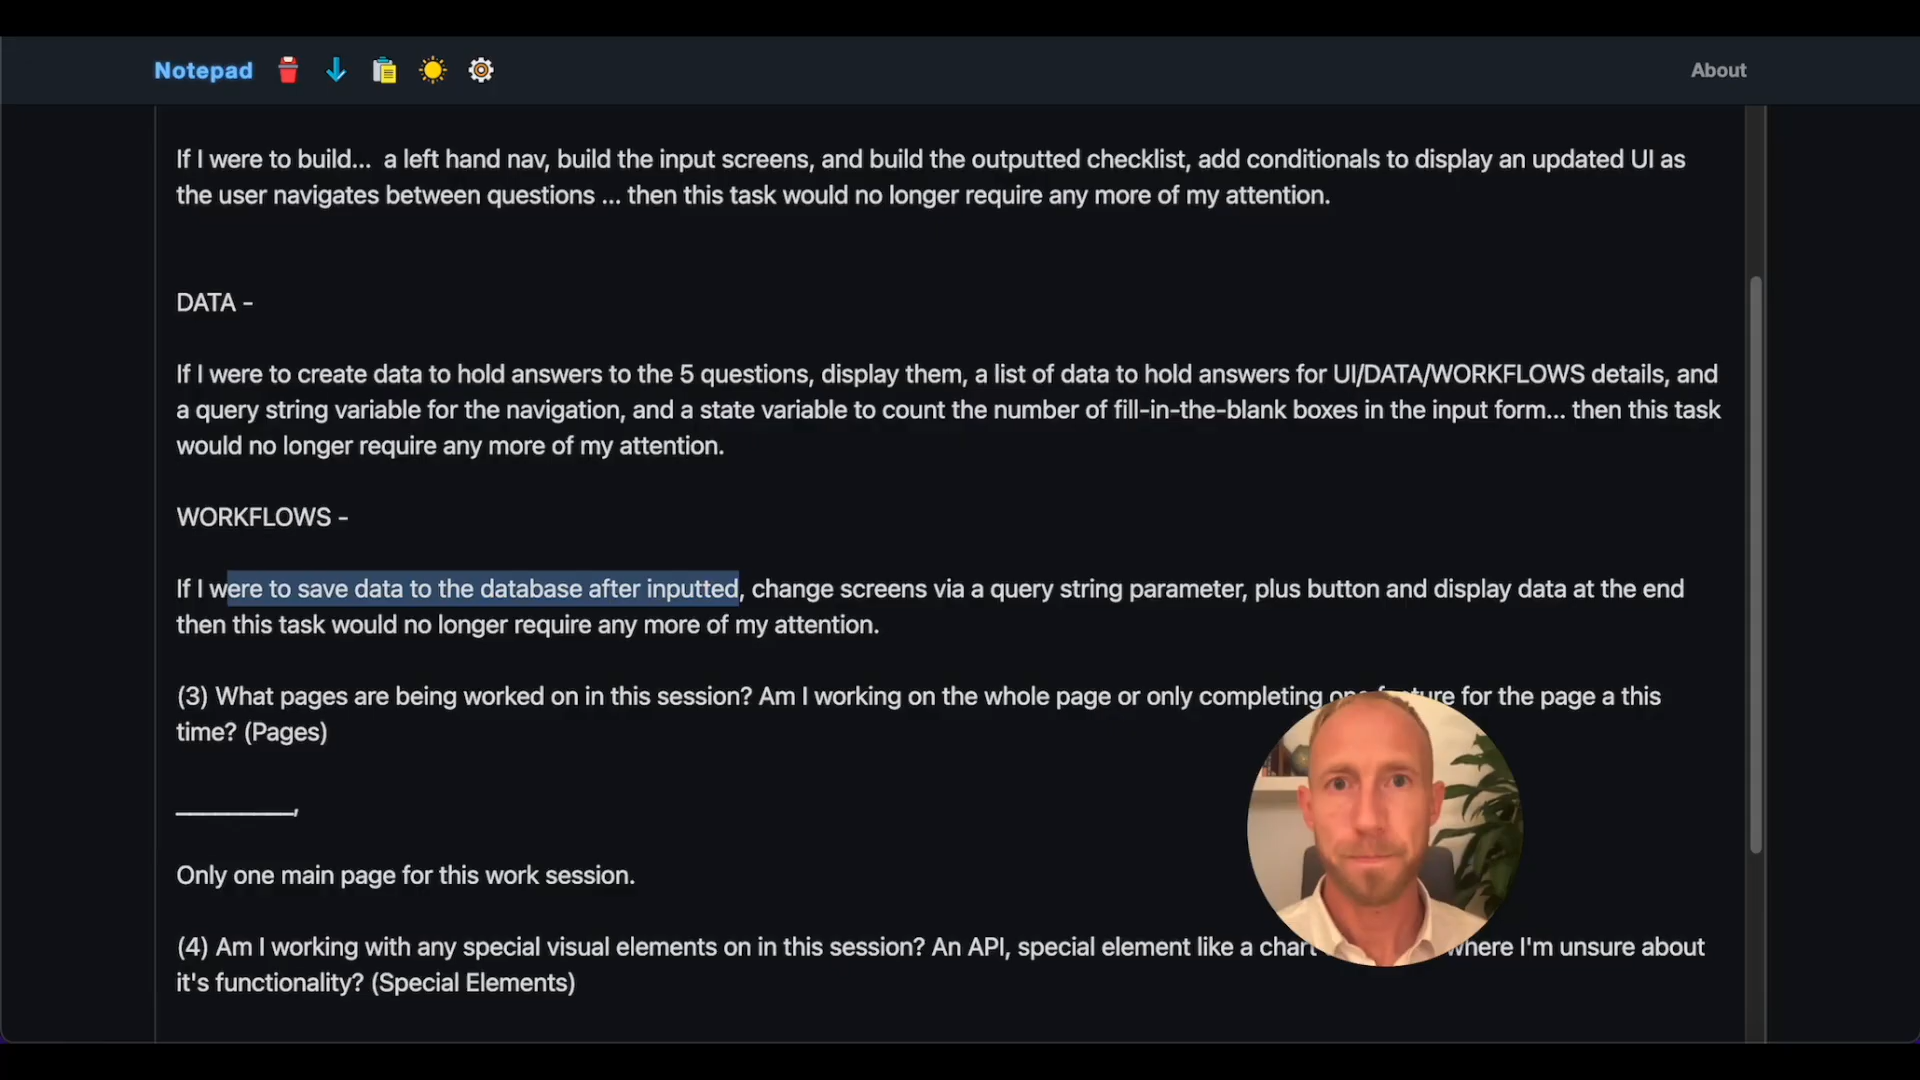 Notepad
About
If I were to build... a left hand nav, build the input screens, and build the outputted checklist, add conditionals to display an updated UI as
the user navigates between questions ... then this task would no longer require any more of my attention.
DATA -
If I were to create data to hold answers to the 5 questions, display them, a list of data to hold answers for UI/DATA/WORKFLOWS details, and
a query string variable for the navigation, and a state variable to count the number of fill-in-the-blank boxes in the input form... then this task
would no longer require any more of my attention.
WORKFLOWS -
If I were to save data to the database after inputted, change screens via a query string parameter, plus button and display data at the end
then this task would no longer require any more of my attention.
(3) What pages are being worked on in this session? Am I working on the whole page or only completing for the page a this
time? (Pages)
__________,
Only one main page for this work session.
(4) Am I working with any special visual elements on in this session? An API, special element like a chart where I'm unsure about
it's functionality? (Special Elements)